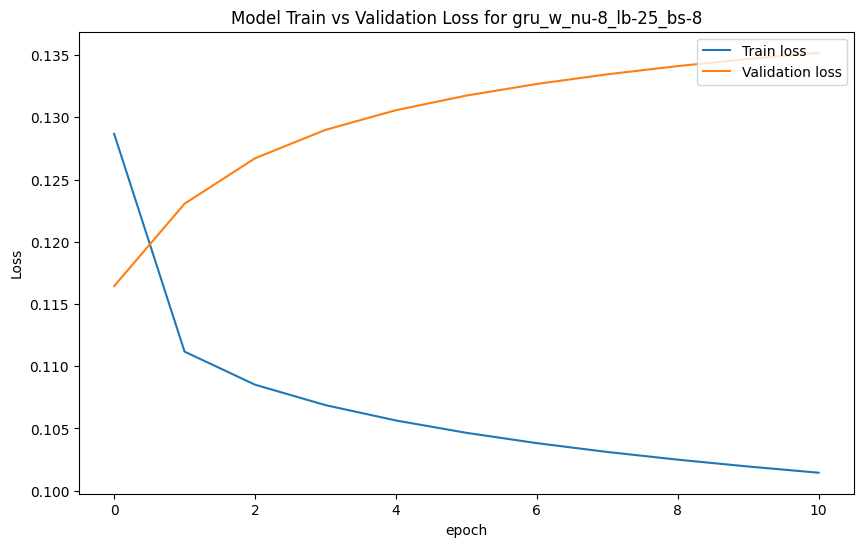 Model Train vs Validation Loss for gru_w_nu-8_lb-25_bs-8
Train loss
Validation loss
0.135
0.130
0.125
0.120
0.115
0.110
0.105
0.100
Loss
0
2
4
6
8
10
epoch